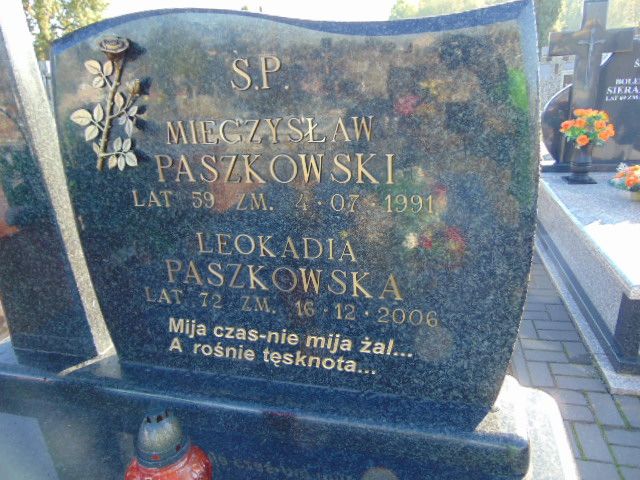 Ś.P.
MIECZYSŁAW
PASZKOWSKI
LAT 59 ZM. 4·07·1991
LEOKADIA
PASZKOWSKA
LAT 72 ZM. 16·12·2006
Mija czas-nie mija żal...
A rośnie tęsknota...